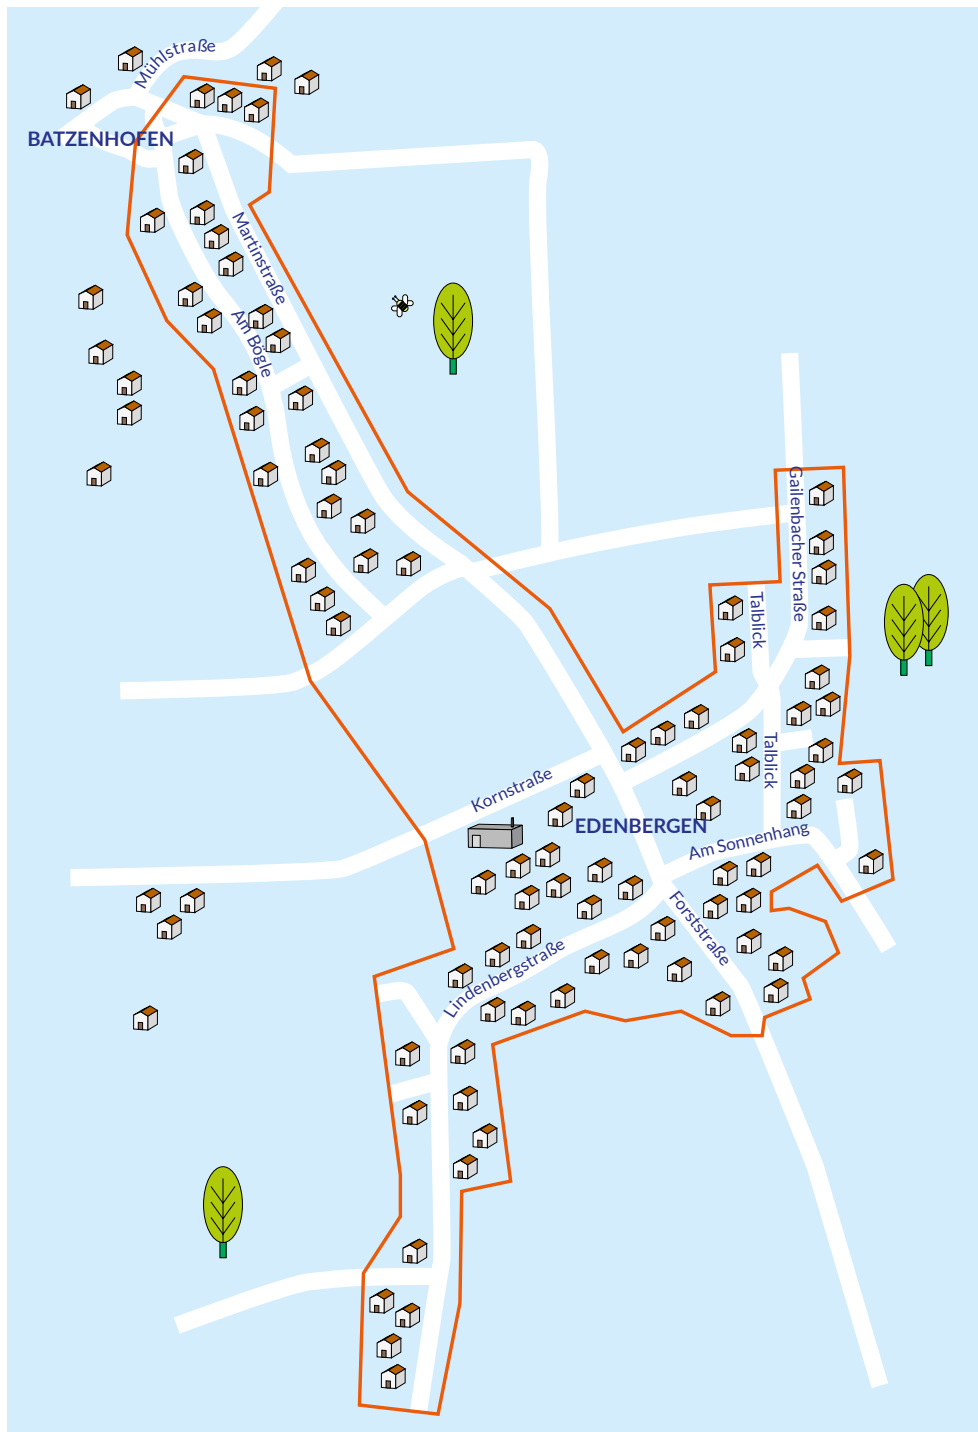 Mühlstraße
BATZENHOFEN
Martinstraße
Am Bögle
Gailenbacher Straße
Talblick
Talblick
Kornstraße
EDENBERGEN
Am Sonnenhang
Forststraße
Lindenbergstraße